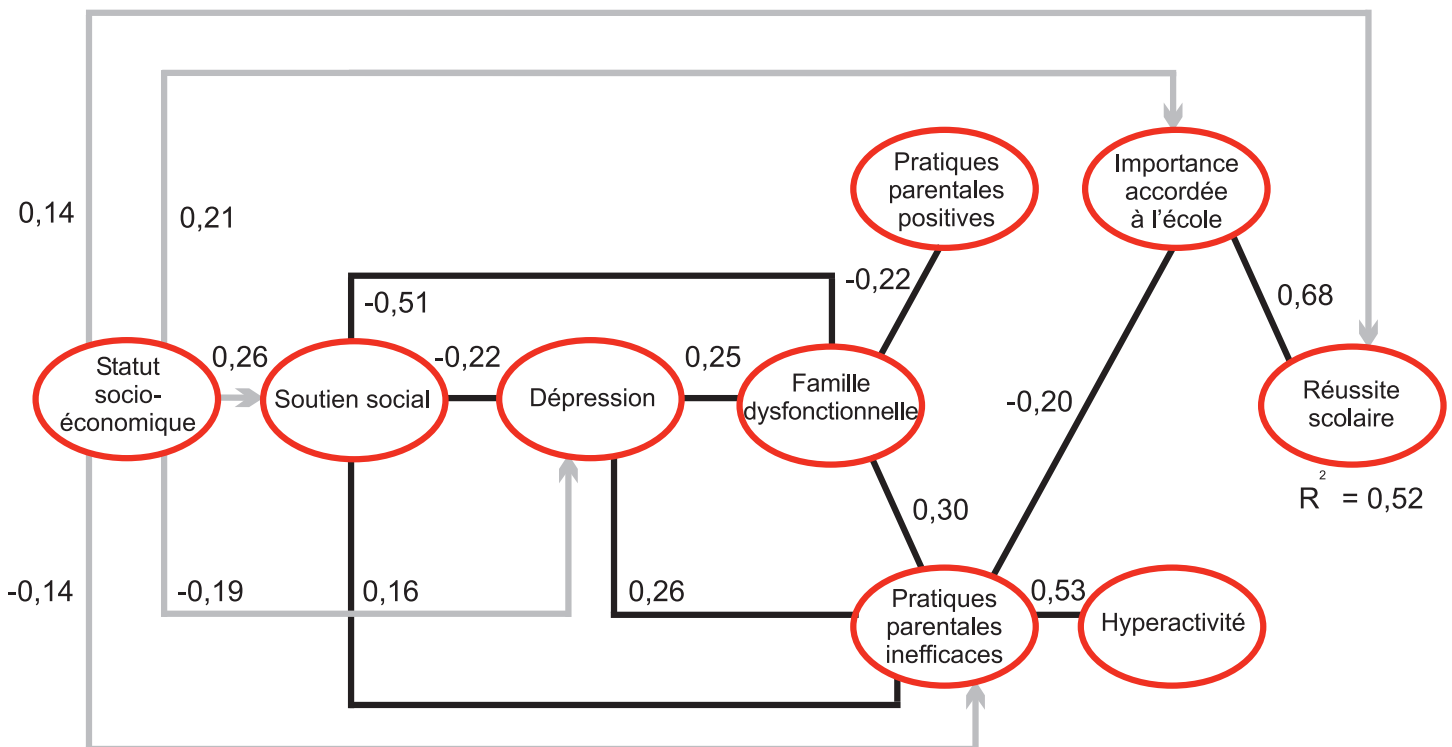 Pratiques
parentales
positives
Importance
accordée
à l'école
0,14
0,21
-0,51
-0,22
0,68
0,26
-0,22
0,25
Statut
socio-
économique
Soutien social
Dépression
Famille
dysfonctionnelle
-0,20
Réussite
scolaire
R² = 0,52
0,30
-0,14
-0,19
0,16
0,26
Pratiques
parentales
inefficaces
0,53
Hyperactivité